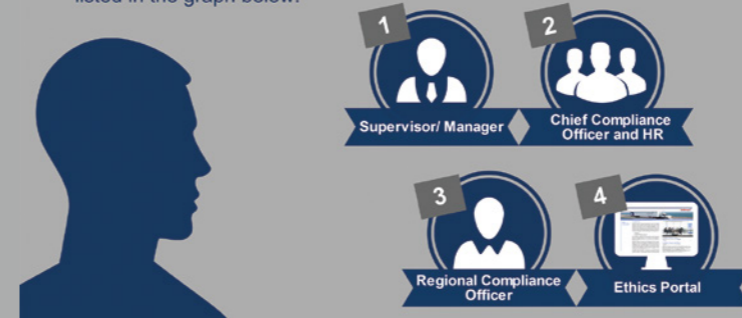 listed in the graph below:
1
2
Supervisor/ Manager
Chief Compliance
Officer and HR
3
4
Regional Compliance
Officer
Ethics Portal